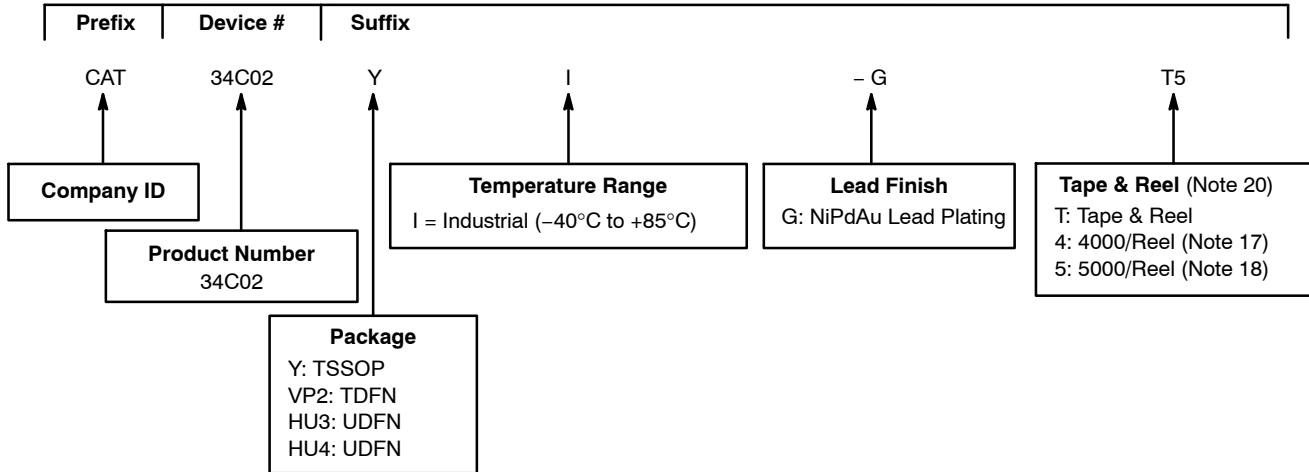 Prefix Device # Suffix
CAT 34C02 Y I – G T5
Company ID
Product Number
34C02
Package
Y: TSSOP
VP2: TDFN
HU3: UDFN
HU4: UDFN
Temperature Range
I = Industrial (−40°C to +85°C)
Lead Finish
G: NiPdAu Lead Plating
Tape & Reel (Note 20)
T: Tape & Reel
4: 4000/Reel (Note 17)
5: 5000/Reel (Note 18)